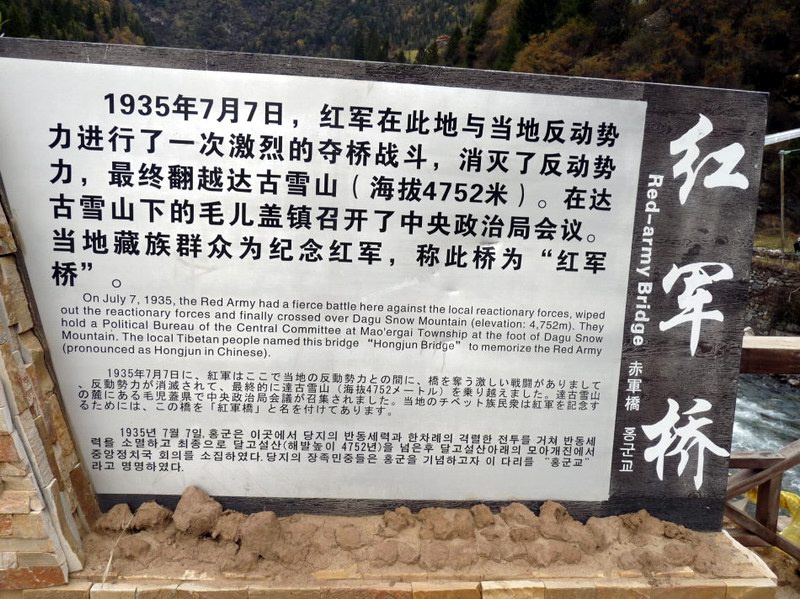 1935年7月7日，红军在此地与当地反动势
力进行了一次激烈的夺桥战斗，消灭了反动势
力，最终翻越达古雪山（海拔4752米）。在达
古雪山下的毛儿盖镇召开了中央政治局会议。
当地藏族群众为纪念红军，称此桥为“红军
桥”。
On July 7, 1935, the Red Army had a fierce battle here against the local reactionary forces, wiped
out the reactionary forces and finally crossed over Dagu Snow Mountain (elevation: 4,752m). They
hold a Political Bureau of the Central Committee at Mao'ergai Township at the foot of Dagu Snow
Mountain. The local Tibetan people named this bridge “Hongjun Bridge” to memorize the Red Army
(pronounced as Hongjun in Chinese).
1935年7月7日に、紅軍はここで当地の反動勢力との間に、橋を奪う激しい戦闘がありまして
、反動勢力が消滅されて、最終的に達古雪山（海抜4752メートル）を乗り越えました。達古雪山
の麓にある毛児蓋県で中央政治局会議が召集されました。当地のチベット族民衆は紅軍を記念す
るためには、この橋を「紅軍橋」と名を付けてあります。
1935년 7월 7일, 홍군은 이곳에서 당지의 반동세력과 한차례의 격렬한 전투를 거쳐 반동세
력을 소멸하고 최종으로 달고설산(해발높이 4752년)을 넘은후 달고설산아래의 모아개진에서
중앙정치국 회의를 소집하였다. 당지의 장족민중들은 홍군을 기념하고자 이 다리를 “홍군교”
라고 명명하였다.
红军桥
Red-army Bridge 赤軍橋 홍군교